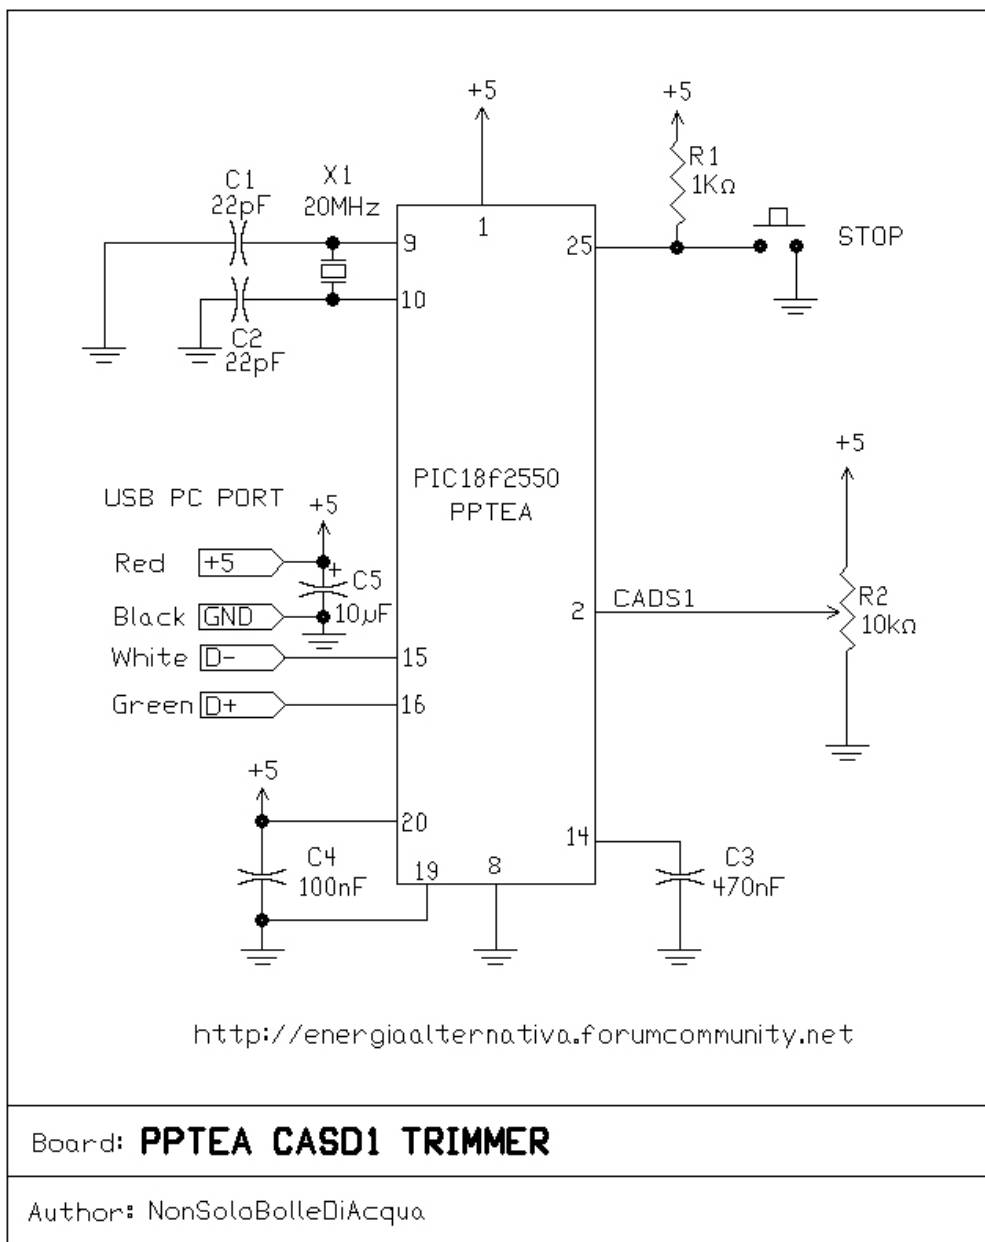 +5
+5
R1
1KΩ
C1
22pF
X1
20MHz
1
9
25
STOP
10
C2
22pF
+5
PIC18f2550
PPTEA
USB PC PORT
+5
Red +5
C5
+
10µF
Black GND
CADS1
2
R2
10kΩ
White D-
15
Green D+
16
+5
20
14
C4
100nF
19
8
C3
470nF
http://energiaalternativa.forumcommunity.net
Board: PPTEA CASD1 TRIMMER
Author: NonSoloBolleDiAcqua